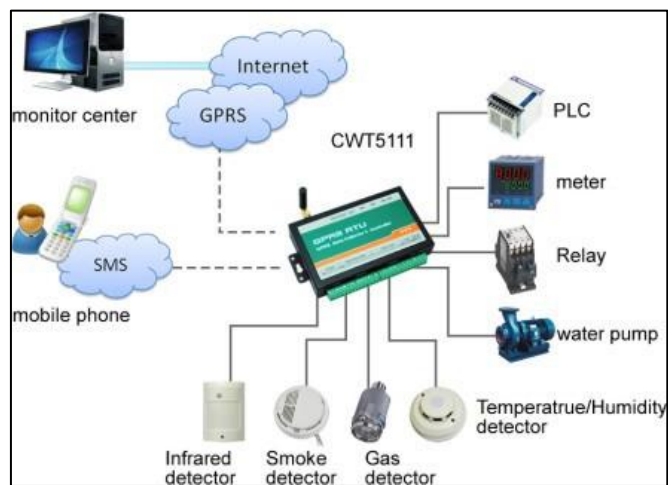 Internet
monitor center
GPRS
CWT5111
PLC
meter
SMS
mobile phone
GPRS RTU
Relay
water pump
Temperatrue/Humidity
detector
Infrared
detector
Smoke
detector
Gas
detector